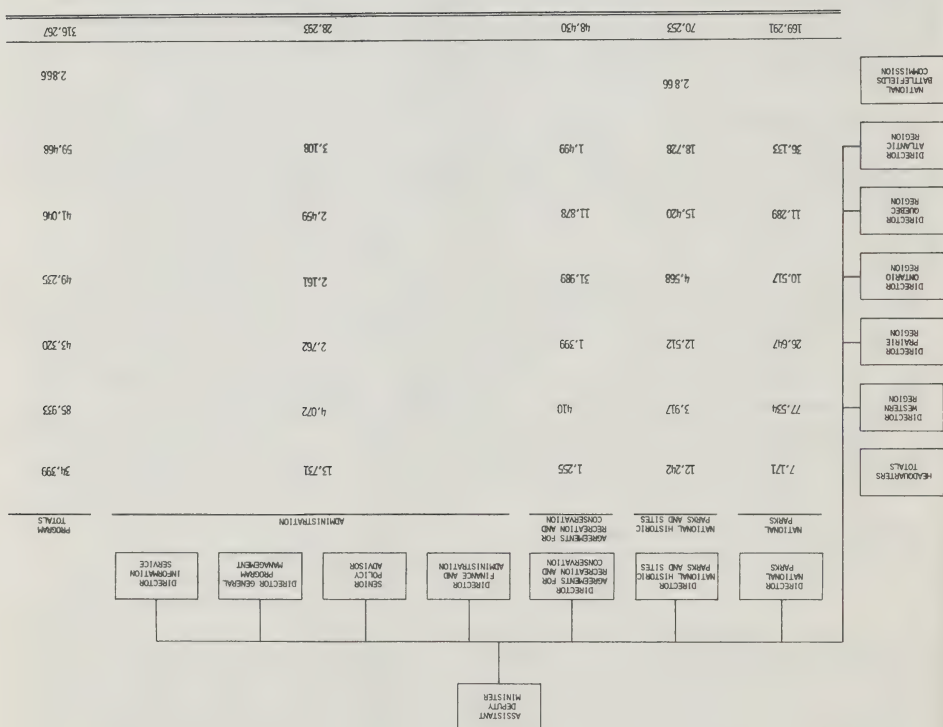 ASSISTANT
DEPUTY
MINISTER
DIRECTOR
NATIONAL
PARKS
DIRECTOR
NATIONAL HISTORIC
PARKS AND SITES
DIRECTOR
AGREEMENTS FOR
RECREATION AND
CONSERVATION
DIRECTOR
FINANCE AND
ADMINISTRATION
SENIOR
POLICY
ADVISOR
DIRECTOR GENERAL
PROGRAM
MANAGEMENT
DIRECTOR
INFORMATION
SERVICE
NATIONAL
PARKS
NATIONAL HISTORIC
PARKS AND SITES
AGREEMENTS FOR
RECREATION AND
CONSERVATION
ADMINISTRATION
PROGRAM
TOTALS
HEADQUARTERS
TOTALS
7,171 12,242 1,255 13,731 34,399
DIRECTOR
WESTERN
REGION
77,534 3,917 410 4,072 85,933
DIRECTOR
PRAIRIE
REGION
26,647 12,512 1,399 2,762 43,320
DIRECTOR
ONTARIO
REGION
10,517 4,568 31,989 2,161 49,235
DIRECTOR
QUEBEC
REGION
11,289 15,420 11,878 2,459 41,046
DIRECTOR
ATLANTIC
REGION
36,133 18,728 1,499 3,108 59,468
NATIONAL
BATTLEFIELDS
COMMISSION
2,866 2,866
169,291 70,253 48,430 28,293 316,267